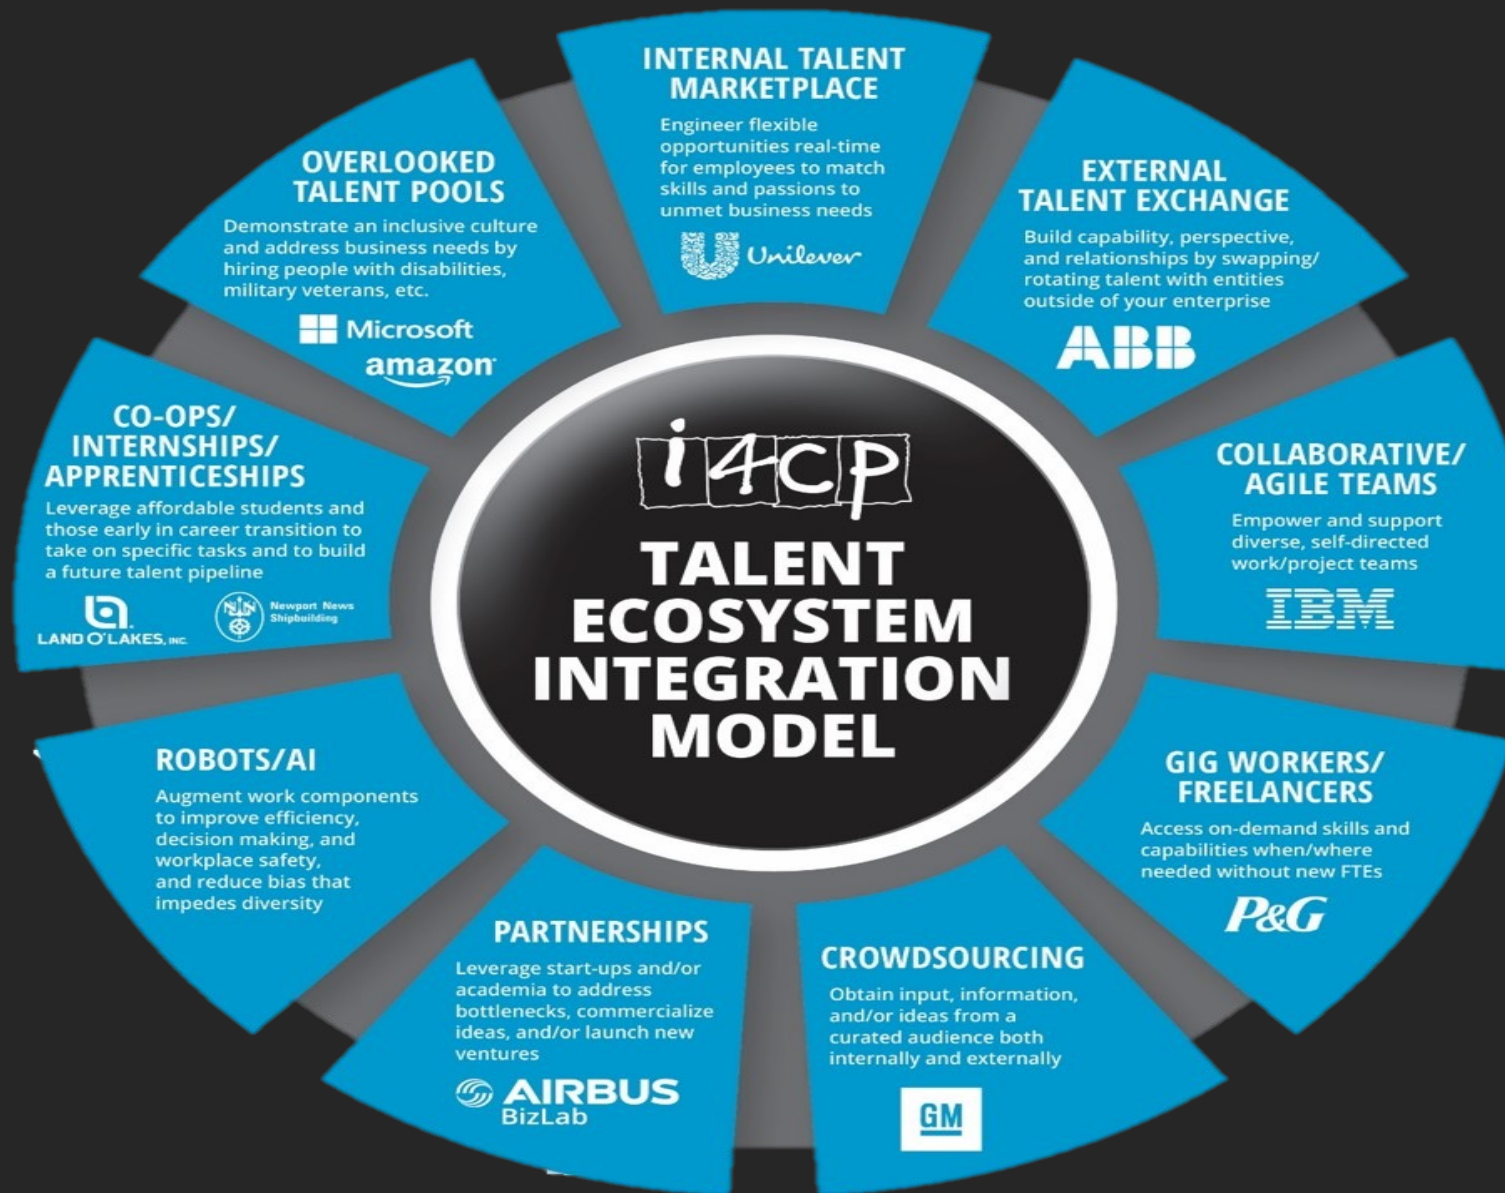 INTERNAL TALENT
MARKETPLACE
Engineer flexible
opportunities real-time
for employees to match
skills and passions to
unmet business needs
Unilever
EXTERNAL
TALENT EXCHANGE
Build capability, perspective,
and relationships by swapping/
rotating talent with entities
outside of your enterprise
ABB
COLLABORATIVE/
AGILE TEAMS
Empower and support
diverse, self-directed
work/project teams
IBM
GIG WORKERS/
FREELANCERS
Access on-demand skills and
capabilities when/where
needed without new FTEs
P&G
CROWDSOURCING
Obtain input, information,
and/or ideas from a
curated audience both
internally and externally
GM
PARTNERSHIPS
Leverage start-ups and/or
academia to address
bottlenecks, commercialize
ideas, and/or launch new
ventures
AIRBUS
BizLab
ROBOTS/AI
Augment work components
to improve efficiency,
decision making, and
workplace safety,
and reduce bias that
impedes diversity
CO-OPS/
INTERNSHIPS/
APPRENTICESHIPS
Leverage affordable students and
those early in career transition to
take on specific tasks and to build
a future talent pipeline
LAND O'LAKES, INC.
Newport News
Shipbuilding
OVERLOOKED
TALENT POOLS
Demonstrate an inclusive culture
and address business needs by
hiring people with disabilities,
military veterans, etc.
Microsoft
amazon
i4cp
TALENT
ECOSYSTEM
INTEGRATION
MODEL